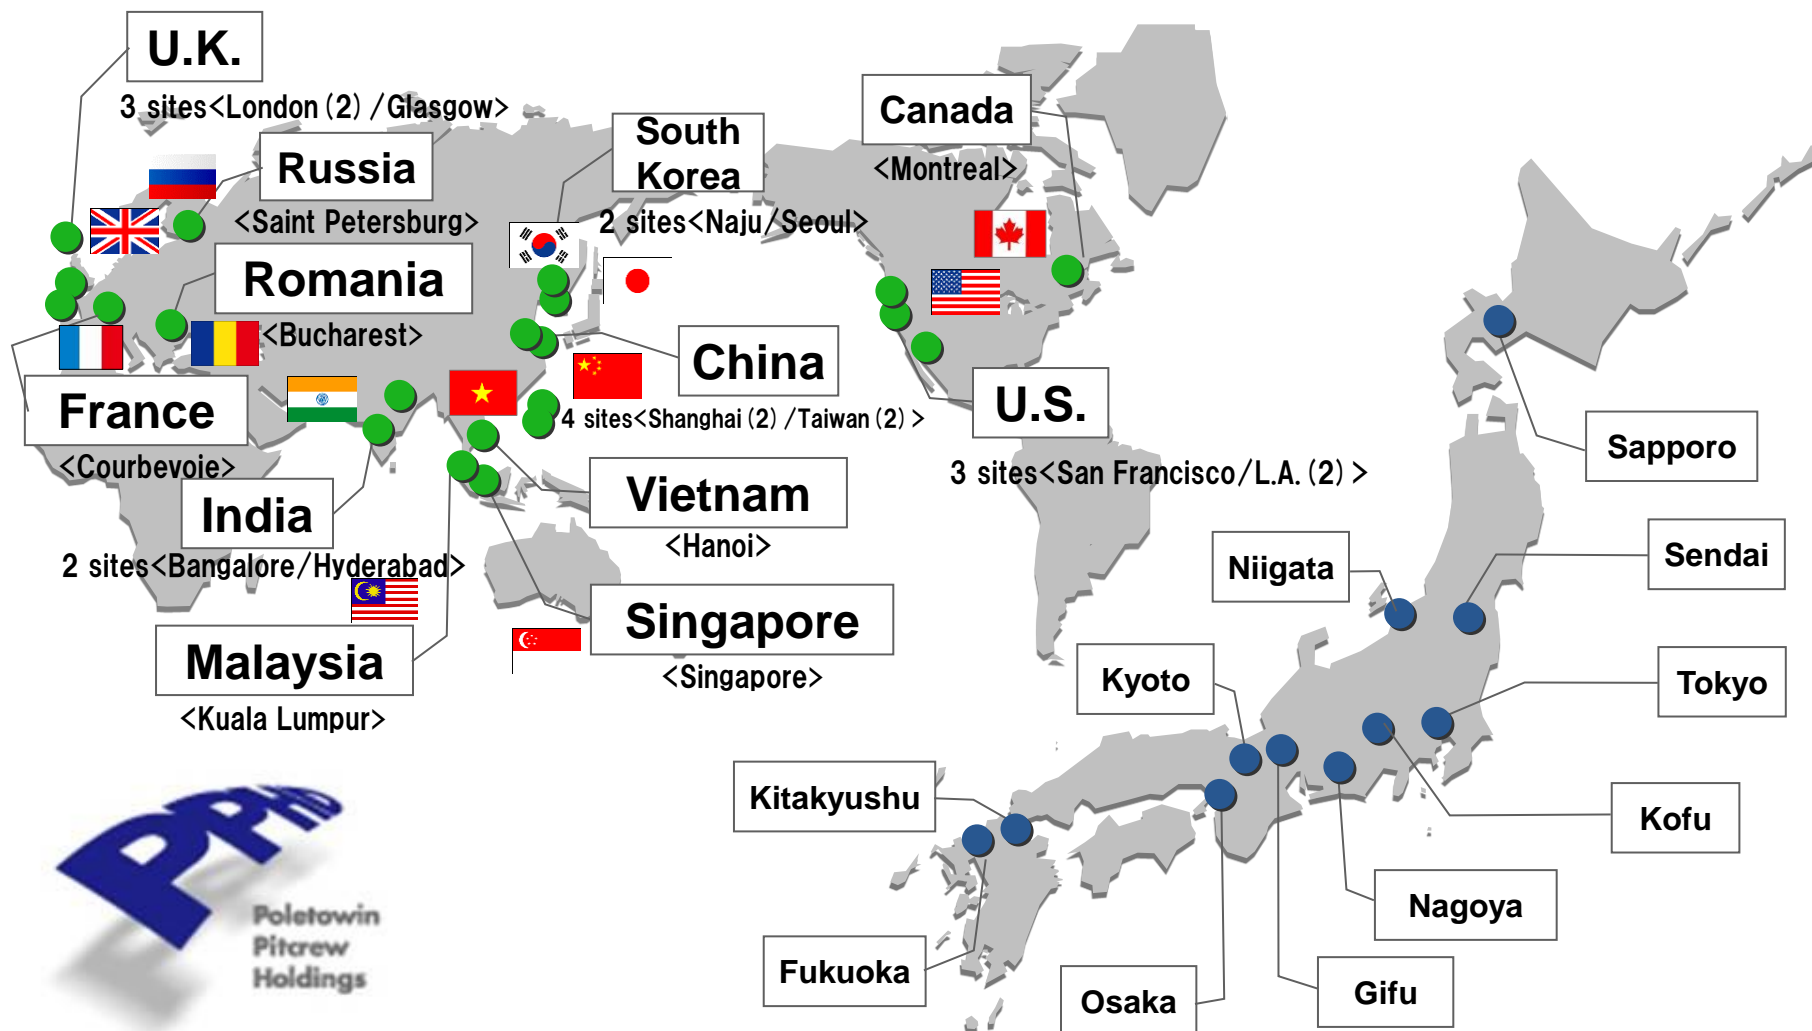 U.K.
3 sites<London(2)/Glasgow>
Russia
<Saint Petersburg>
South
Korea
2 sites<Naju/Seoul>
Canada
<Montreal>
Romania
<Bucharest>
China
4 sites<Shanghai(2)/Taiwan(2)>
U.S.
3 sites<San Francisco/L.A.(2)>
France
<Courbevoie>
India
2 sites<Bangalore/Hyderabad>
Vietnam
<Hanoi>
Singapore
<Singapore>
Malaysia
<Kuala Lumpur>
Sapporo
Sendai
Niigata
Tokyo
Kyoto
Kitakyushu
Kofu
Nagoya
Fukuoka
Osaka
Gifu
PPHD
Poletowin
Pitcrew
Holdings